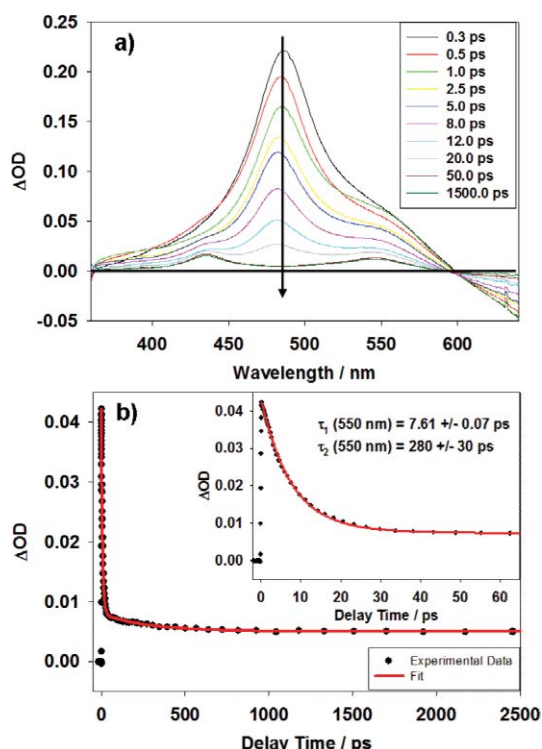 a)
0.25
0.20
0.15
0.10
0.05
0.00
-0.05
ΔOD
0.3 ps
0.5 ps
1.0 ps
2.5 ps
5.0 ps
8.0 ps
12.0 ps
20.0 ps
50.0 ps
1500.0 ps
400 450 500 550 600
Wavelength / nm
b)
0.04
0.03
0.02
0.01
0.00
ΔOD
0.04
0.03
0.02
0.01
0.00
ΔOD
τ1 (550 nm) = 7.61 +/- 0.07 ps
τ2 (550 nm) = 280 +/- 30 ps
0 10 20 30 40 50 60
Delay Time / ps
Experimental Data
Fit
0 500 1000 1500 2000 2500
Delay Time / ps